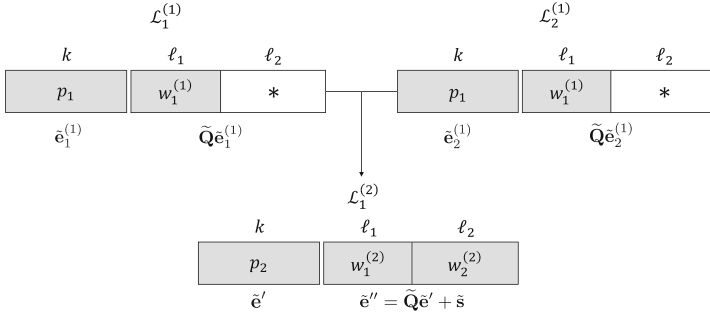 ℒ₁⁽¹⁾ ℒ₂⁽¹⁾
k ℓ₁ ℓ₂ k ℓ₁ ℓ₂
p₁ w₁⁽¹⁾ * p₁ w₁⁽¹⁾ *
ẽ₁⁽¹⁾ Q̃ẽ₁⁽¹⁾ ẽ₂⁽¹⁾ Q̃ẽ₂⁽¹⁾
ℒ₁⁽²⁾
k ℓ₁ ℓ₂
p₂ w₁⁽²⁾ w₂⁽²⁾
ẽ′ ẽ″ = Q̃ẽ′ + s̃